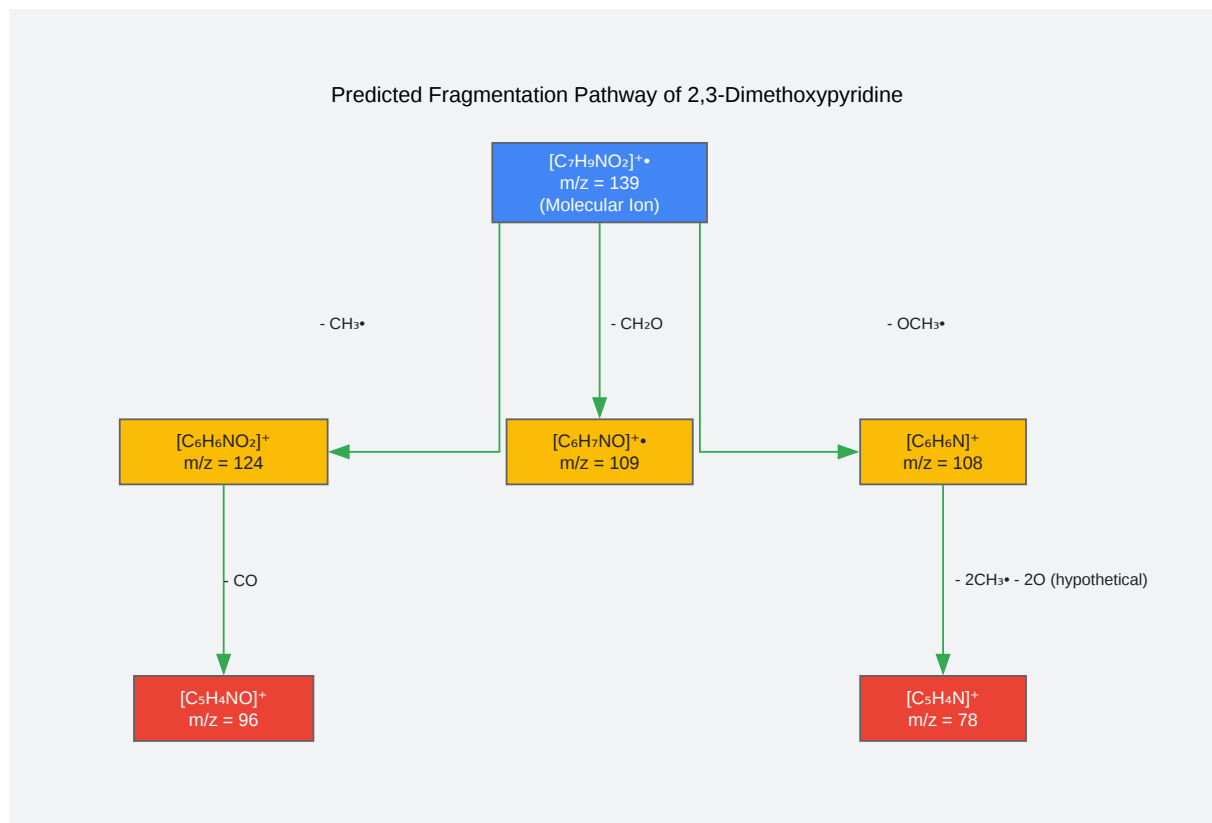 Predicted Fragmentation Pathway of 2,3-Dimethoxypyridine
[C₇H₉NO₂]⁺•
m/z = 139
(Molecular Ion)
- CH₃•
- CH₂O
- OCH₃•
[C₆H₆NO₂]⁺
m/z = 124
[C₆H₇NO]⁺•
m/z = 109
[C₆H₆N]⁺
m/z = 108
- CO
- 2CH₃• - 2O (hypothetical)
[C₅H₄NO]⁺
m/z = 96
[C₅H₄N]⁺
m/z = 78